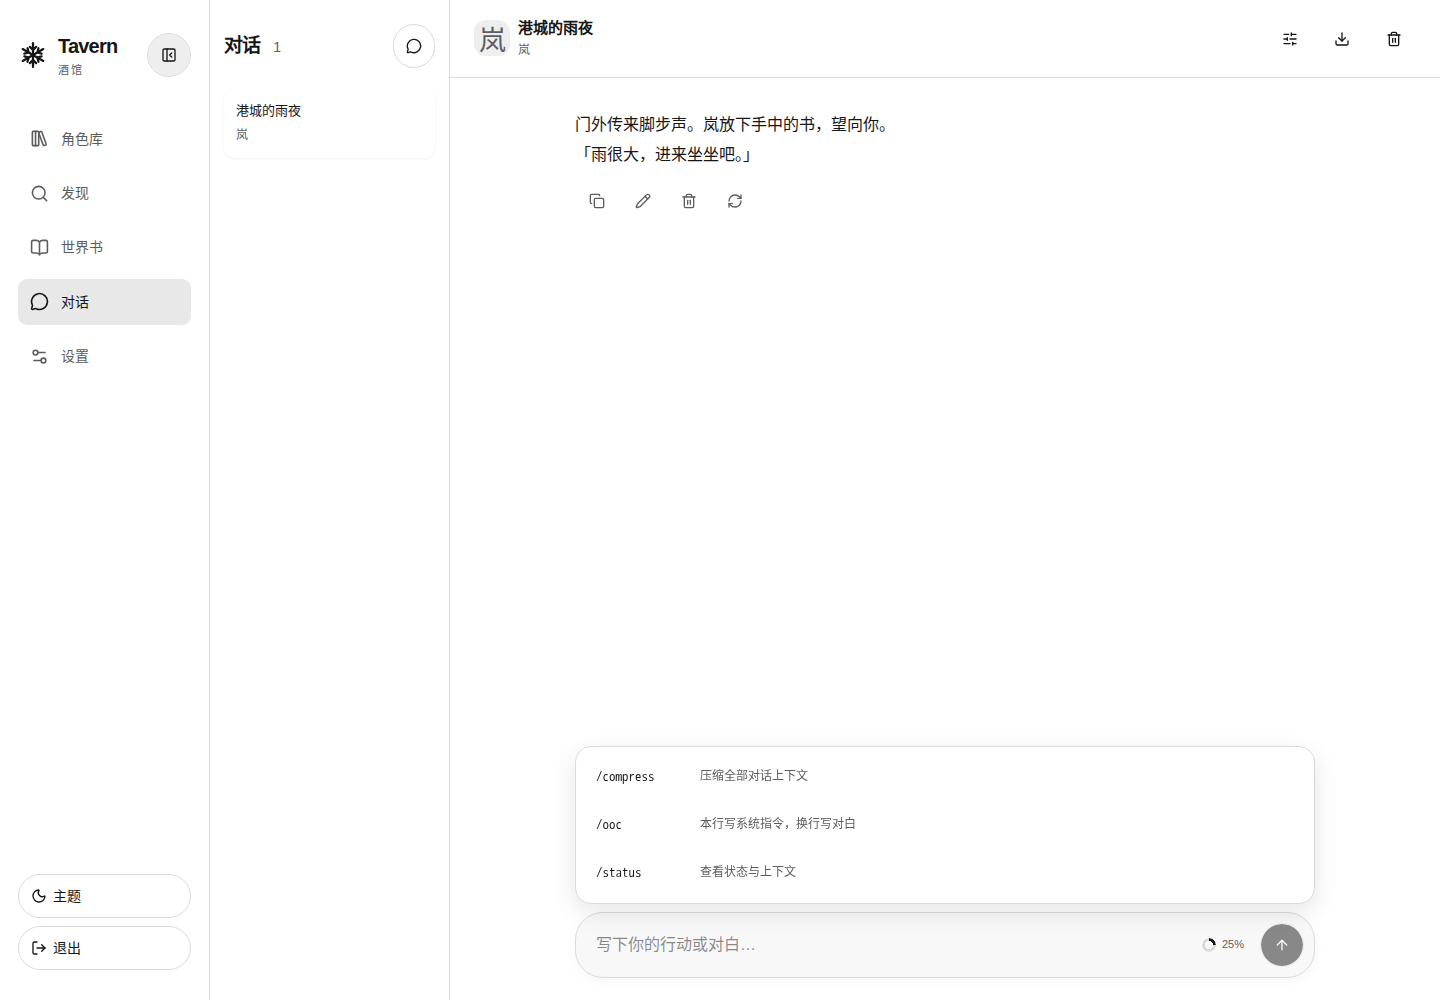 Tavern
酒馆
角色库
发现
世界书
对话
设置
主题
退出
对话 1
港城的雨夜
岚
岚
港城的雨夜
岚
门外传来脚步声。岚放下手中的书，望向你。
「雨很大，进来坐坐吧。」
/compress 压缩全部对话上下文
/ooc 本行写系统指令，换行写对白
/status 查看状态与上下文
写下你的行动或对白…
25%